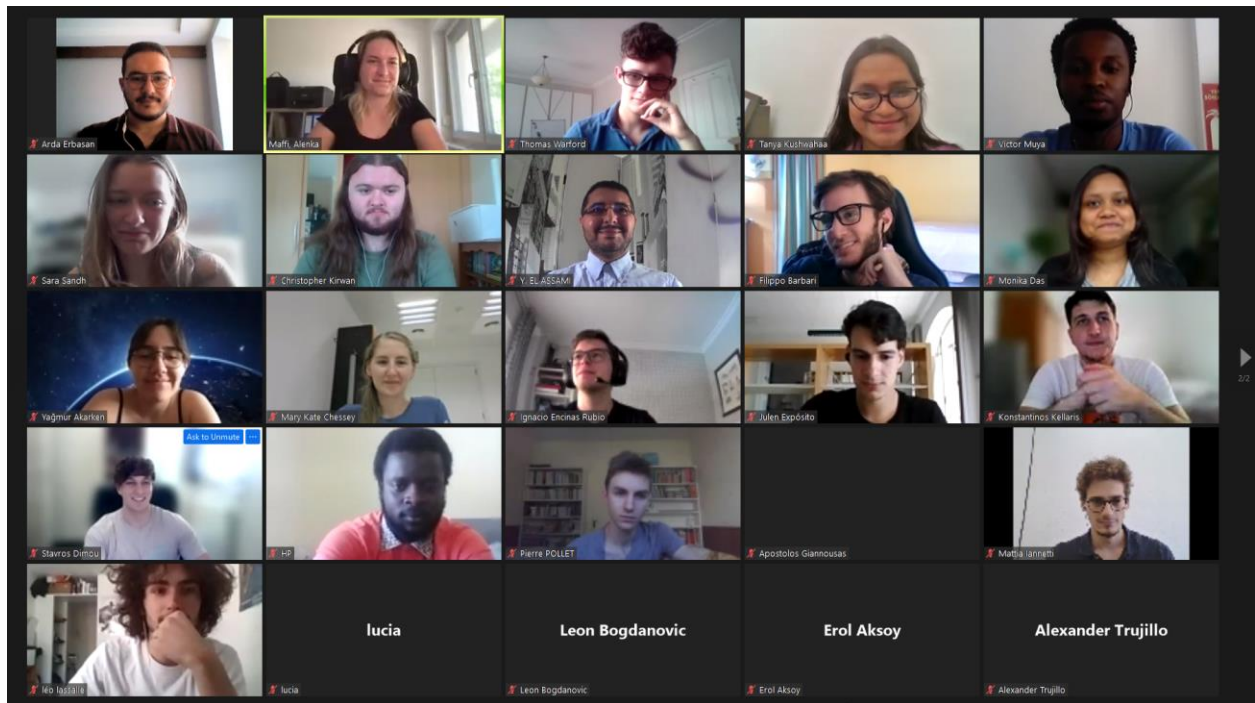 Arda Erbasan
Maffi, Alenka
Thomas Warford
Tanya Kushwahaa
Victor Muya
Sara Sandh
Christopher Kirwan
Y. EL ASSAMI
Filippo Barbari
Monika Das
Yağmur Akarken
Mary Kate Chessey
Ignacio Encinas Rubio
Julen Expósito
Konstantinos Kellaris
2/2
Ask to Unmute
Stavros Dimou
HP
Pierre POLLET
Apostolos Giannousas
Mattia Iannetti
léo lassalle
lucia
lucia
Leon Bogdanovic
Leon Bogdanovic
Erol Aksoy
Erol Aksoy
Alexander Trujillo
Alexander Trujillo